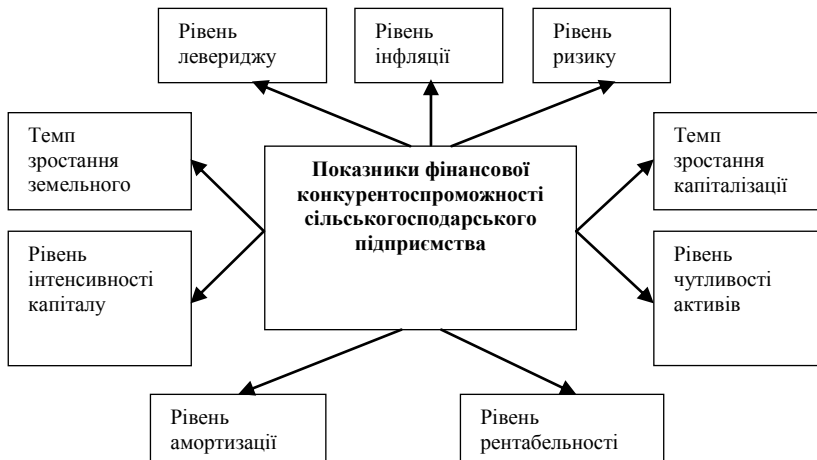 Рівень
левериджу
Рівень
інфляції
Рівень
ризику
Темп
зростання
земельного
Показники фінансової
конкурентоспроможності
сільськогосподарського
підприємства
Темп
зростання
капіталізації
Рівень
інтенсивності
капіталу
Рівень
чутливості
активів
Рівень
амортизації
Рівень
рентабельності